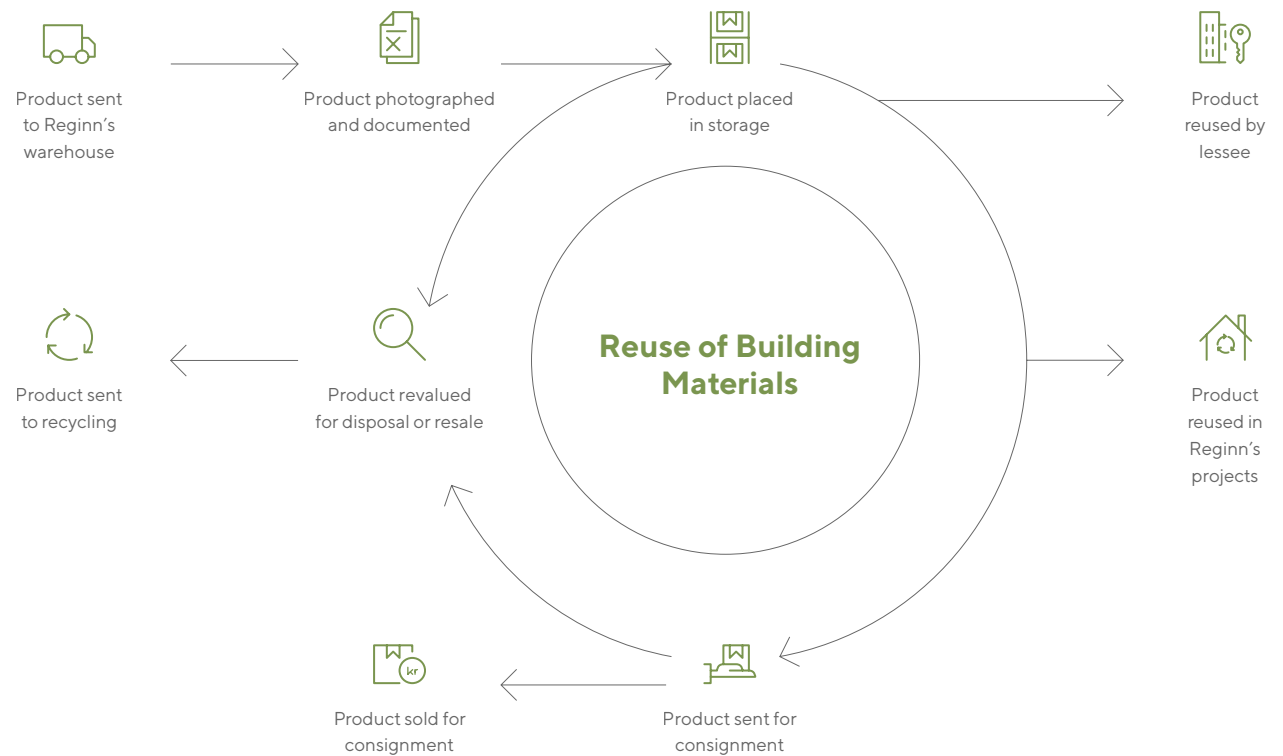 Product sent
to Reginn's
warehouse
Product photographed
and documented
Product placed
in storage
Product
reused by
lessee
Reuse of Building
Materials
Product sent
to recycling
Product revalued
for disposal or resale
Product
reused in
Reginn's
projects
kr
Product sold for
consignment
Product sent for
consignment